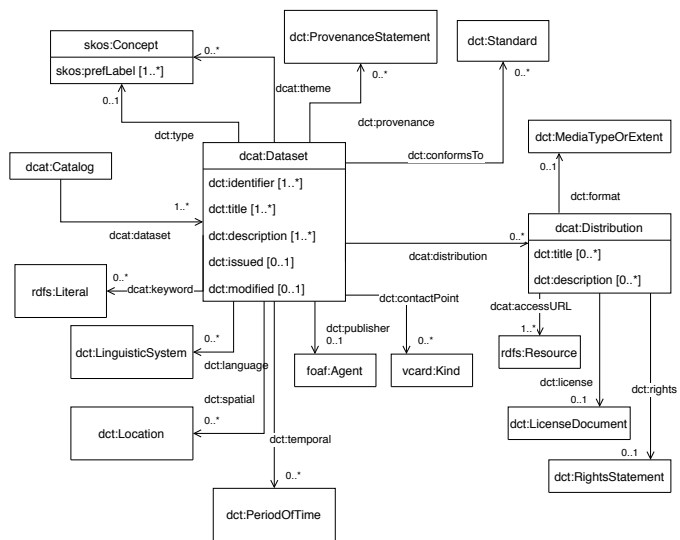 skos:Concept
skos:prefLabel [1..*]
0..*
dct:ProvenanceStatement
dct:Standard
0..*
0..*
dcat:theme
0..1
dct:provenance
dct:type
dct:MediaTypeOrExtent
dcat:Dataset
dct:conformsTo
dcat:Catalog
0..1
dct:identifier [1..*]
dct:format
1..*
dct:title [1..*]
dcat:Distribution
dcat:dataset
dct:description [1..*]
0..*
dct:title [0..*]
dcat:distribution
dct:issued [0..1]
0..*
dct:description [0..*]
rdfs:Literal
dcat:keyword
dct:modified [0..1]
dct:contactPoint
dcat:accessURL
dct:publisher
1..*
0..*
0..1
0..*
rdfs:Resource
dct:LinguisticSystem
dct:language
foaf:Agent
vcard:Kind
dct:license
dct:rights
dct:spatial
0..1
0..*
dct:LicenseDocument
dct:Location
dct:temporal
0..1
0..*
dct:RightsStatement
dct:PeriodOfTime